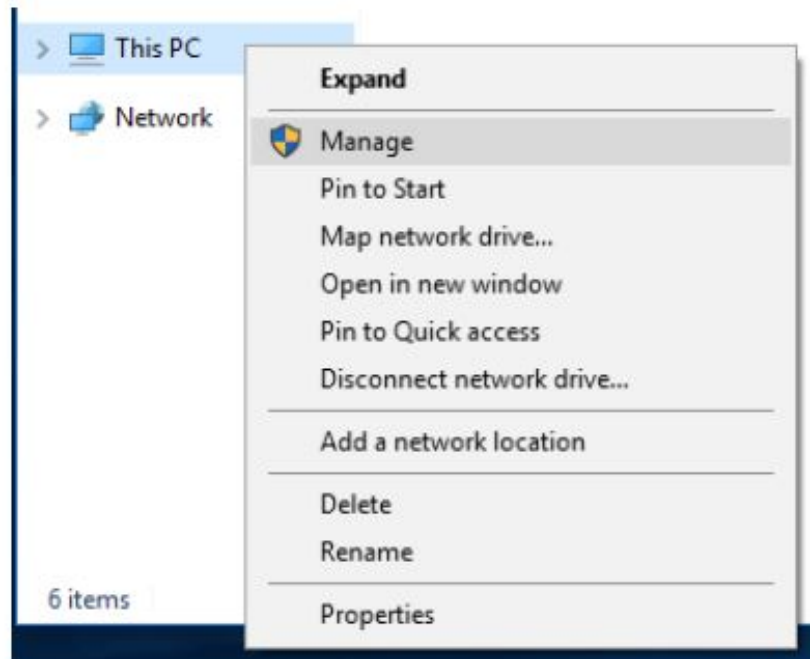 This PC
Network
Expand
Manage
Pin to Start
Map network drive...
Open in new window
Pin to Quick access
Disconnect network drive...
Add a network location
Delete
Rename
Properties
6 items